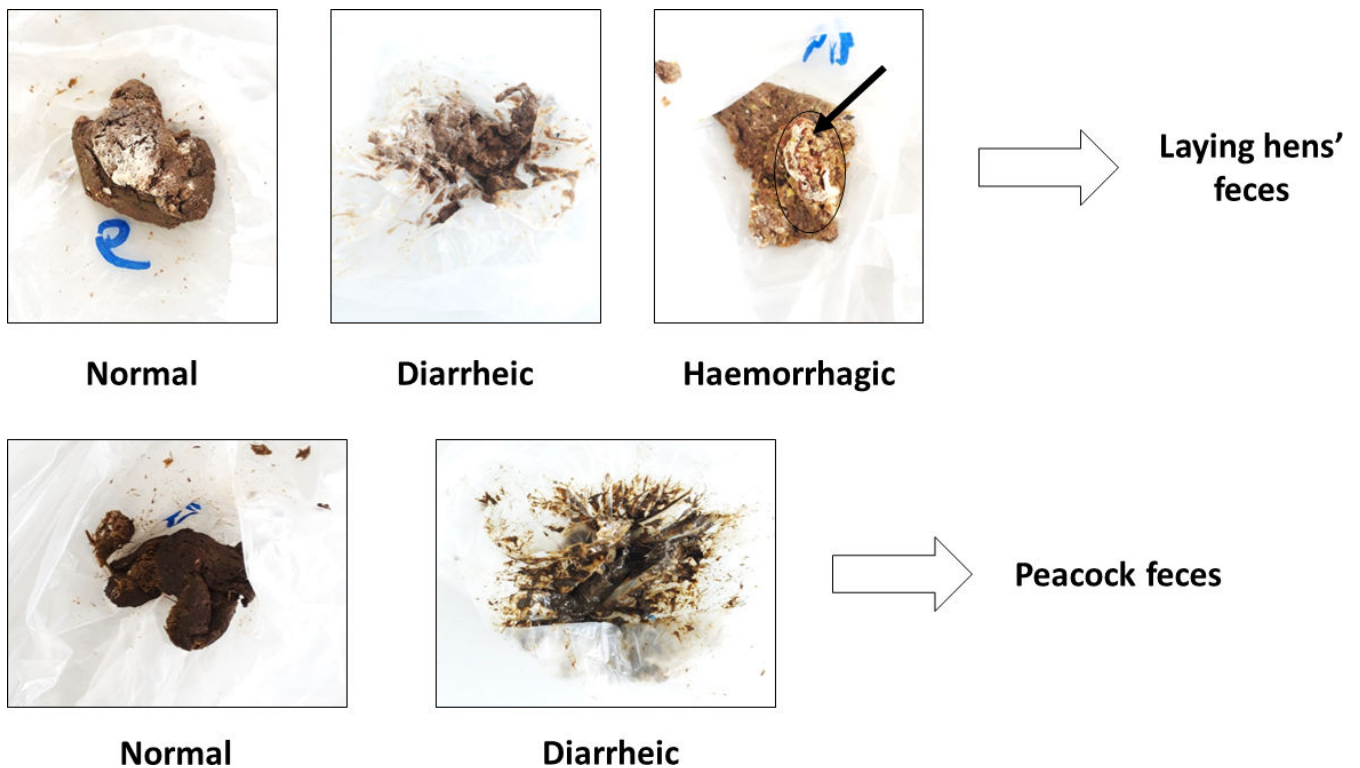 Laying hens’
feces
Normal
Diarrheic
Haemorrhagic
Peacock feces
Normal
Diarrheic